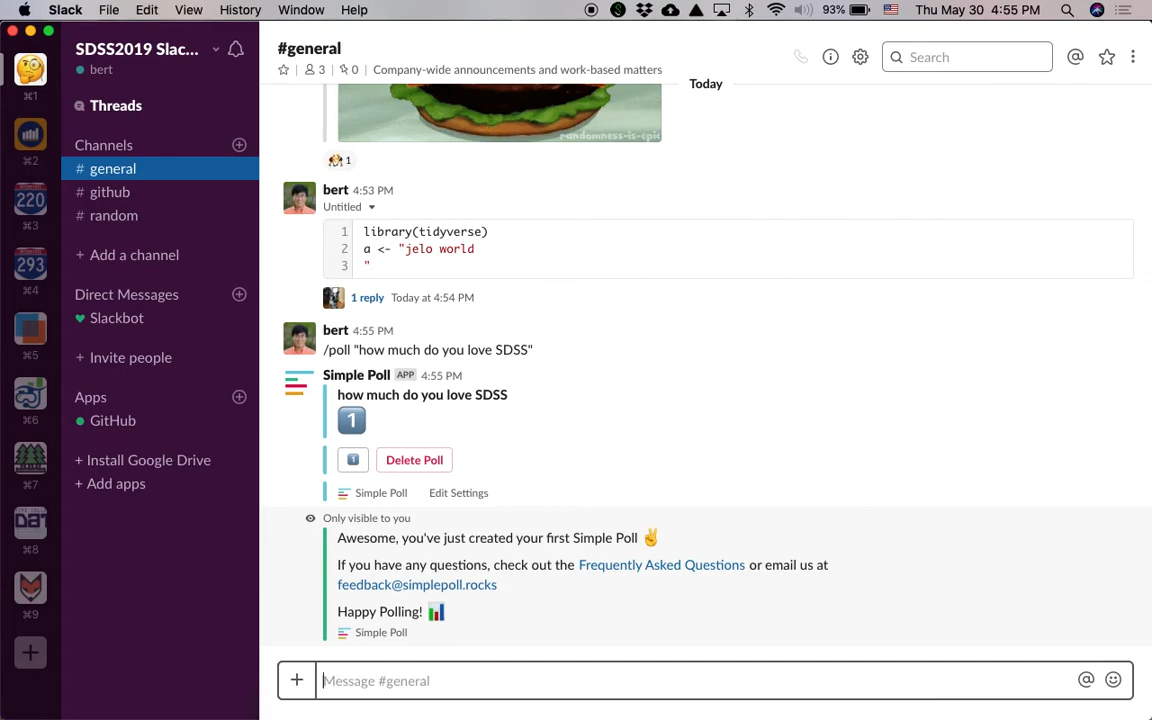 Slack File Edit View History Window Help 93% Thu May 30 4:55 PM
SDSS2019 Slac...
bert
Threads
Channels
# general
# github
# random
+ Add a channel
Direct Messages
Slackbot
+ Invite people
Apps
GitHub
+ Install Google Drive
+ Add apps
⌘1
⌘2
220
⌘3
293
⌘4
⌘5
⌘6
⌘7
⌘8
⌘9
#general
3 0 Company-wide announcements and work-based matters
Search
Today
randomness-is-epic
1
bert 4:53 PM
Untitled
1 library(tidyverse)
2 a <- "jelo world
3 "
1 reply Today at 4:54 PM
bert 4:55 PM
/poll "how much do you love SDSS"
Simple Poll APP 4:55 PM
how much do you love SDSS
1
1 Delete Poll
Simple Poll Edit Settings
Only visible to you
Awesome, you've just created your first Simple Poll ✌
If you have any questions, check out the Frequently Asked Questions or email us at
feedback@simplepoll.rocks
Happy Polling! 📊
Simple Poll
Message #general